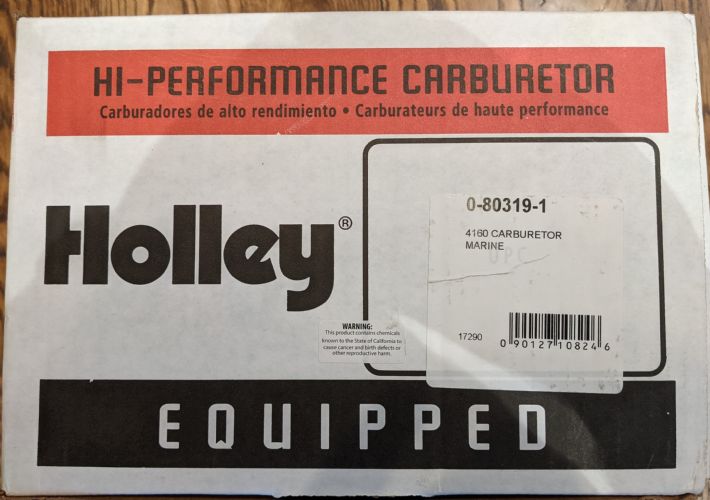 HI-PERFORMANCE CARBURETOR
Carburadores de alto rendimiento • Carburateurs de haute performance
Holley®
0-80319-1
4160 CARBURETOR
MARINE
UPC
17290
0 90127 10824 6
WARNING:
This product contains chemicals
known to the State of California to
cause cancer and birth defects or
other reproductive harm.
EQUIPPED